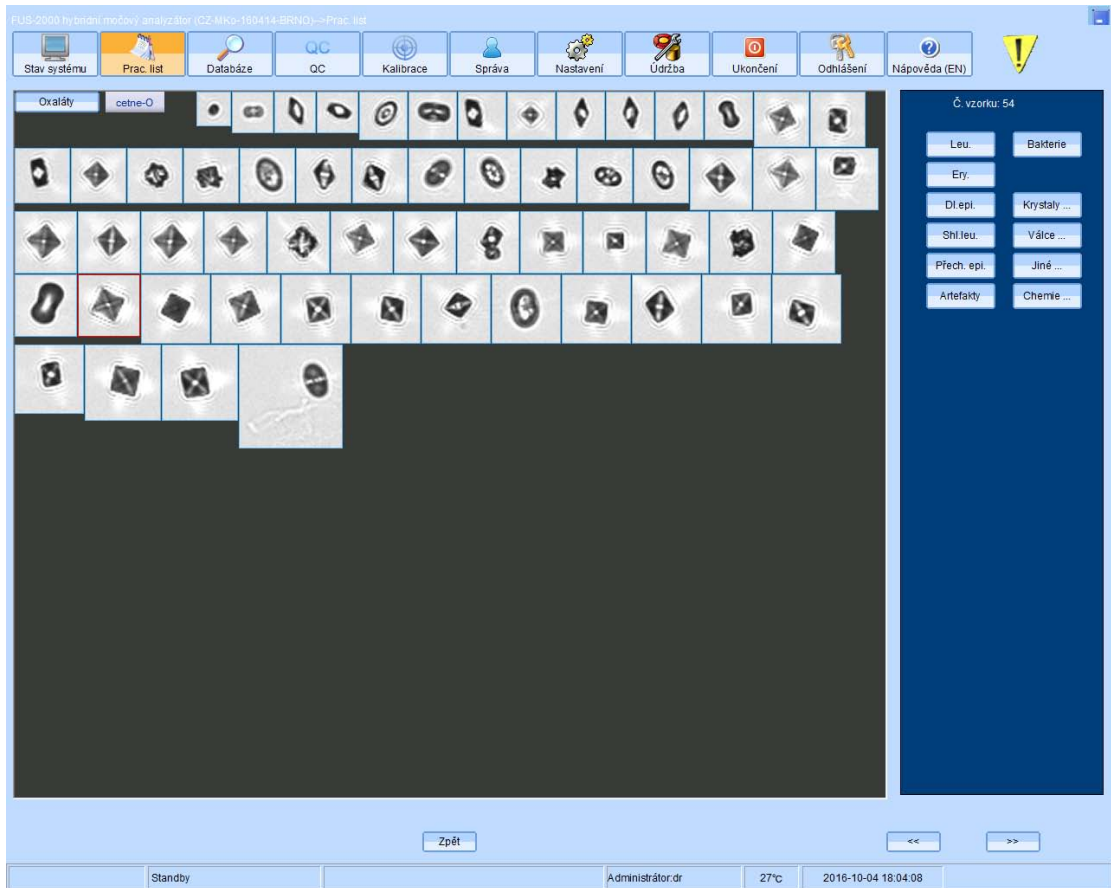 FUS-2000 hybridní močový analyzátor (CZ-MKo-160414-BRNO)-->Prac. list
QC
Stav systému Prac. list Databáze QC Kalibrace Správa Nastavení Údržba Ukončení Odhlášení Nápověda (EN)
Oxaláty cetne-O
Č. vzorku: 54
Leu. Bakterie
Ery.
Dl.epi. Krystaly ...
Shl.leu. Válce ...
Přech. epi. Jiné ...
Artefakty Chemie ...
Zpět << >>
Standby Administrátor:dr 27°C 2016-10-04 18:04:08